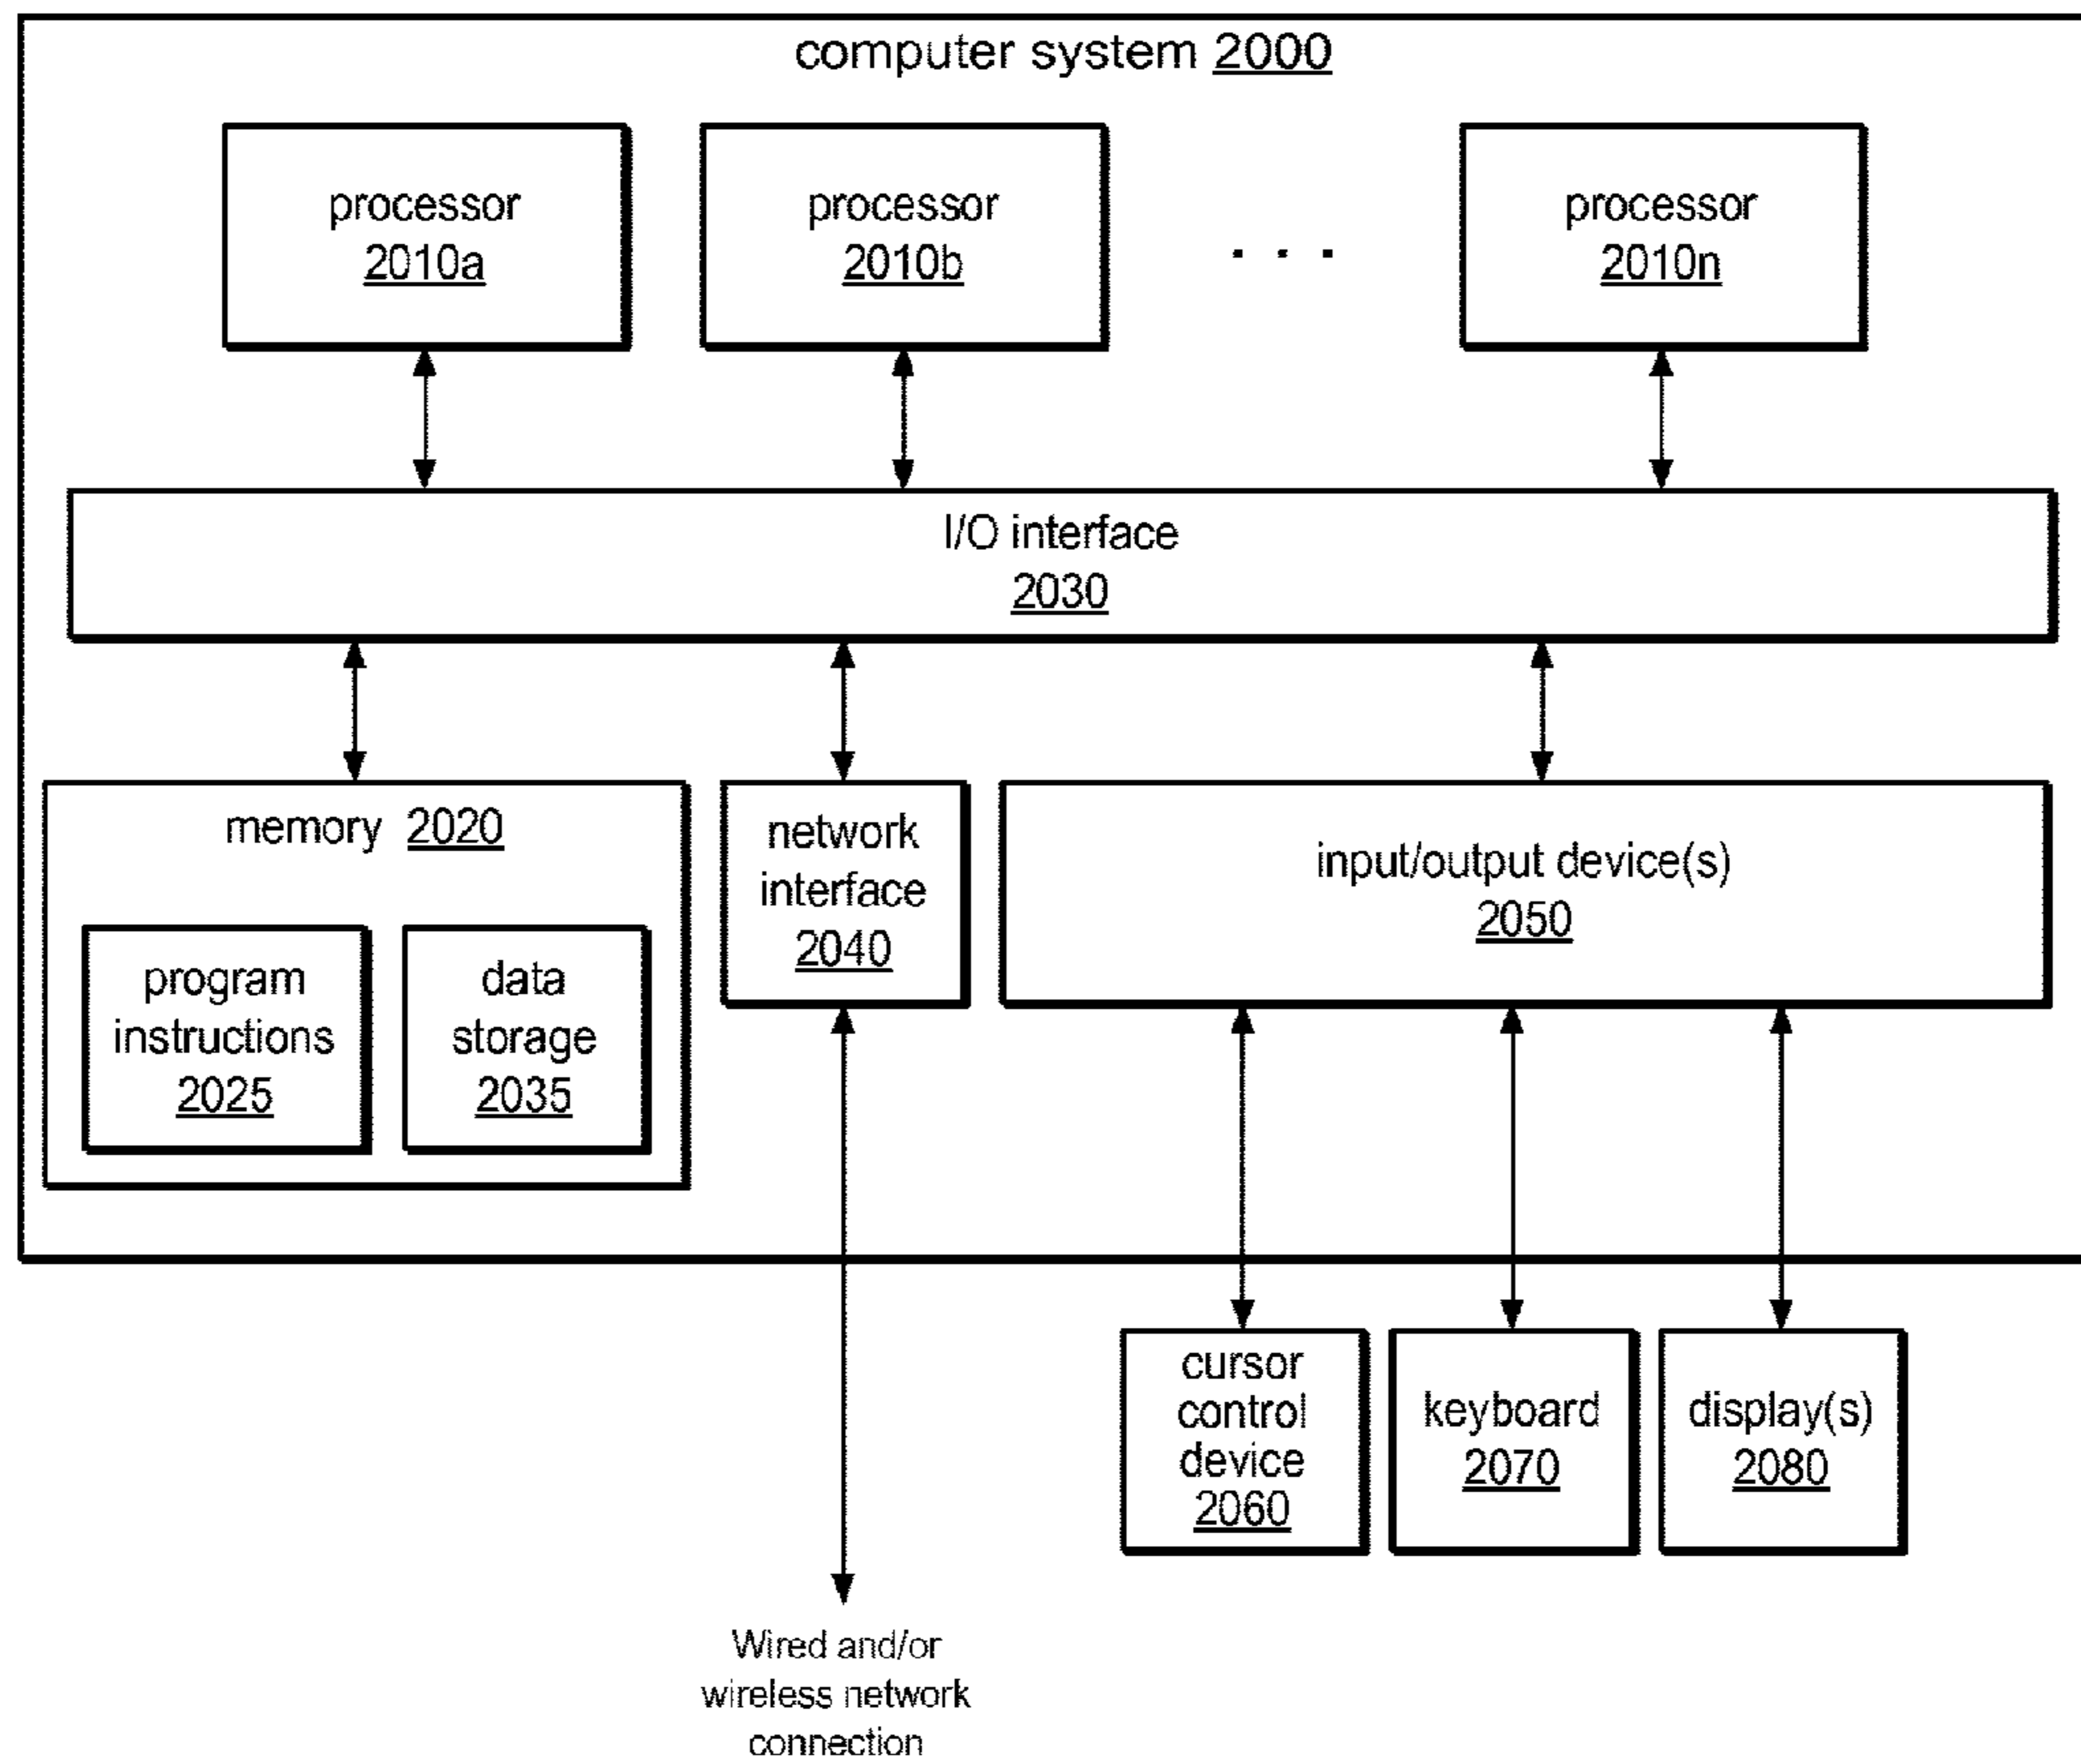 computer system 2000
processor
2010a
processor
2010b
. . .
processor
2010n
I/O interface
2030
memory 2020
program
instructions
2025
data
storage
2035
network
interface
2040
input/output device(s)
2050
cursor
control
device
2060
keyboard
2070
display(s)
2080
Wired and/or
wireless network
connection